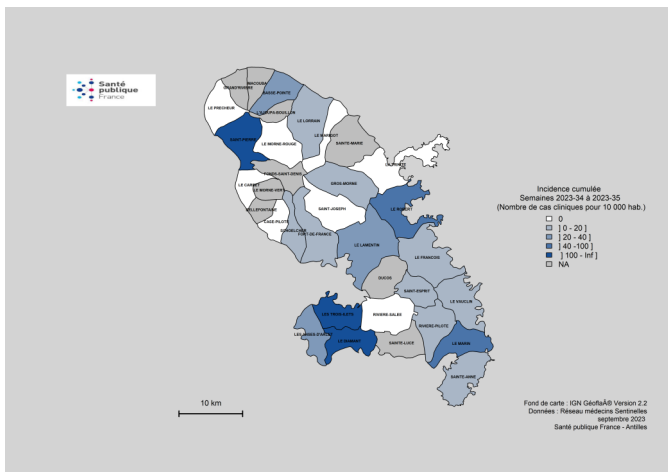 Santé
publique
France
MACOUBA
GRAND'RIVIERE
BASSE-POINTE
LE PRECHEUR
L'AJOUPA-BOUILLON
LE LORRAIN
LE MARIGOT
SAINT-PIERRE
LE MORNE-ROUGE
SAINTE-MARIE
LA TRINITE
FONDS-SAINT-DENIS
LE CARBET
GROS-MORNE
LE MORNE-VERT
BELLEFONTAINE
SAINT-JOSEPH
LE ROBERT
CASE-PILOTE
SCHOELCHER
FORT-DE-FRANCE
LE LAMENTIN
LE FRANCOIS
DUCOS
SAINT-ESPRIT
LE VAUCLIN
LES TROIS-ILETS
RIVIERE-SALEE
RIVIERE-PILOTE
LES ANSES-D'ARLET
LE DIAMANT
SAINTE-LUCE
LE MARIN
SAINTE-ANNE
Incidence cumulée
Semaines 2023-34 à 2023-35
(Nombre de cas cliniques pour 10 000 hab.)
0
] 0 - 20 ]
] 20 - 40 ]
] 40 -100 ]
] 100 - Inf ]
NA
10 km
Fond de carte : IGN GéoflaÂ® Version 2.2
Données : Réseau médecins Sentinelles
septembre 2023
Santé publique France - Antilles